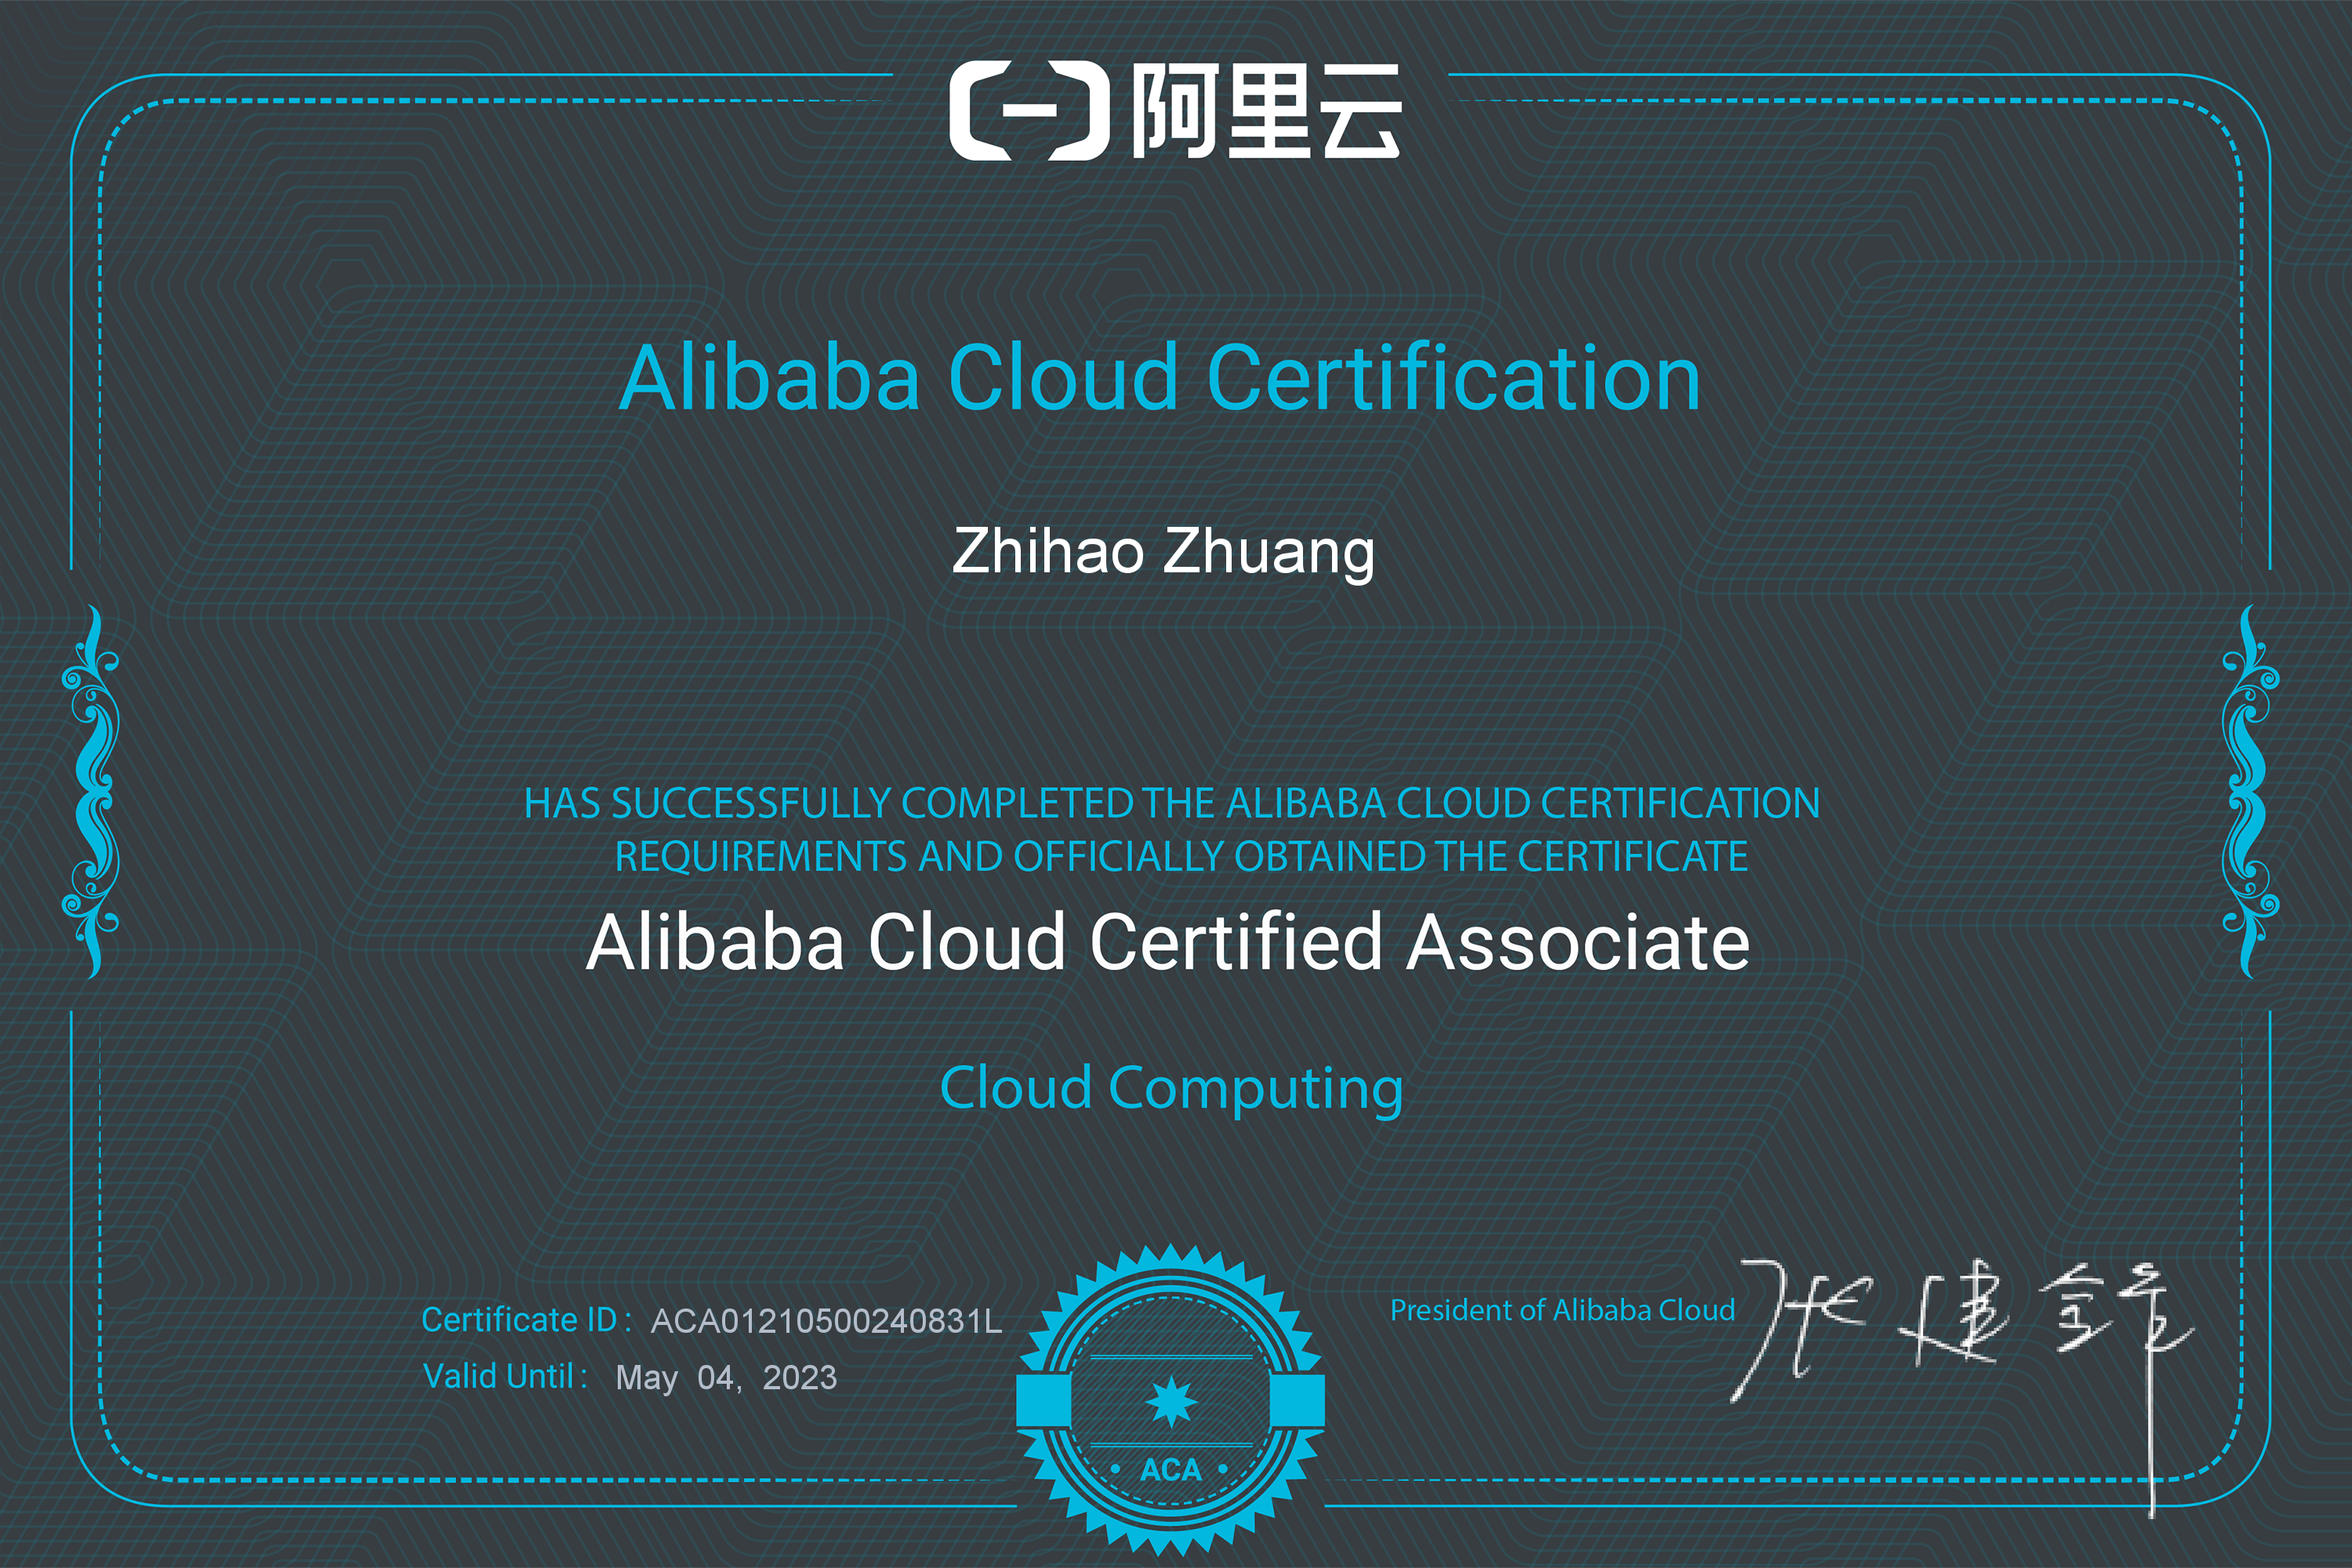 阿里云
Alibaba Cloud Certification
Zhihao Zhuang
HAS SUCCESSFULLY COMPLETED THE ALIBABA CLOUD CERTIFICATION
REQUIREMENTS AND OFFICIALLY OBTAINED THE CERTIFICATE
Alibaba Cloud Certified Associate
Cloud Computing
Certificate ID : ACA01210500240831L
Valid Until : May 04, 2023
President of Alibaba Cloud 张建锋
ACA